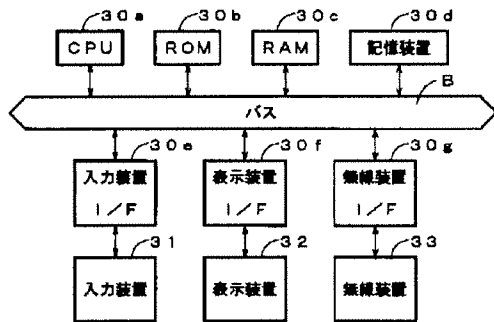 30a 30b 30c 30d
CPU ROM RAM 記憶装置
B
バス
30e 30f 30g
入力装置 表示装置 無線装置
I/F I/F I/F
31 32 33
入力装置 表示装置 無線装置